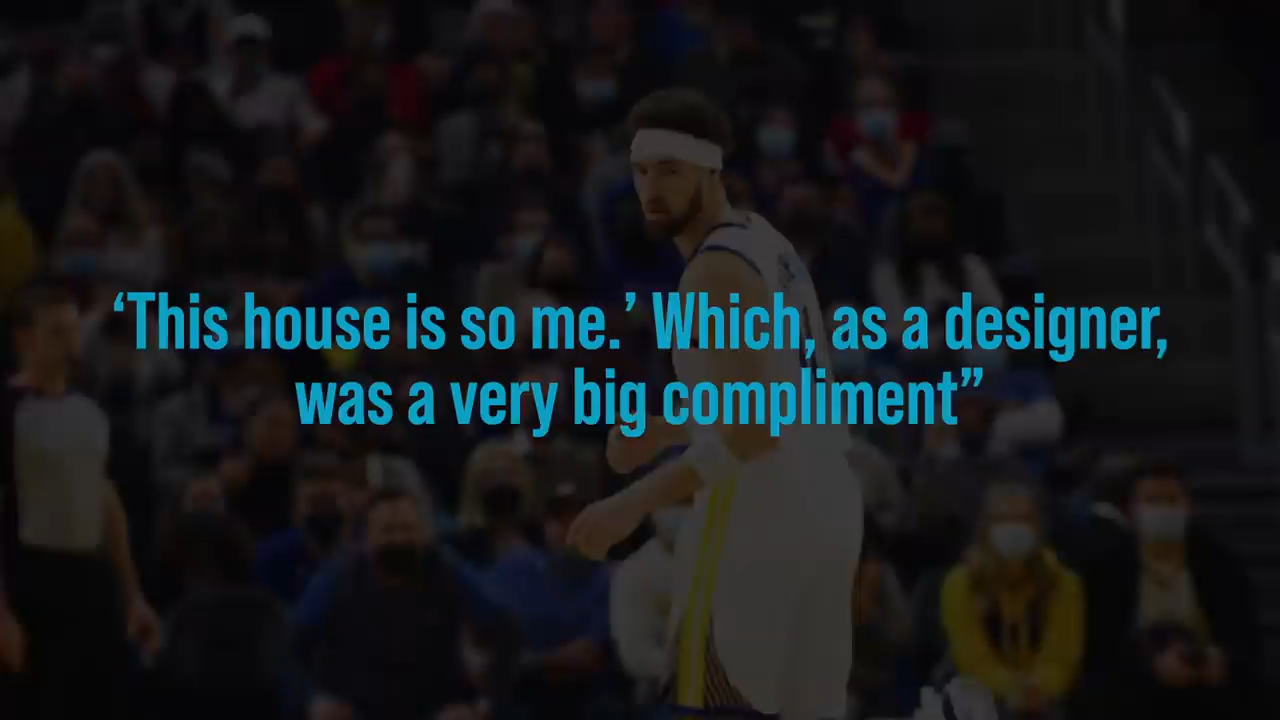 ‘This house is so me.’ Which, as a designer,
was a very big compliment”